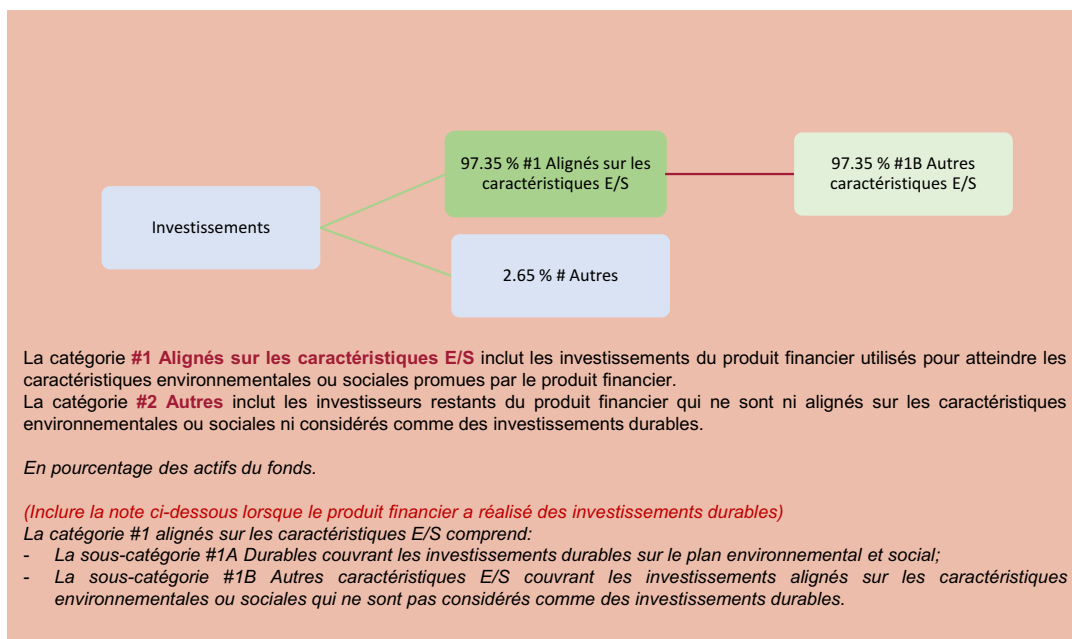 97.35 % #1 Alignés sur les
caractéristiques E/S
97.35 % #1B Autres
caractéristiques E/S
Investissements
2.65 % # Autres
La catégorie #1 Alignés sur les caractéristiques E/S inclut les investissements du produit financier utilisés pour atteindre les
caractéristiques environnementales ou sociales promues par le produit financier.
La catégorie #2 Autres inclut les investisseurs restants du produit financier qui ne sont ni alignés sur les caractéristiques
environnementales ou sociales ni considérés comme des investissements durables.
En pourcentage des actifs du fonds.
(Inclure la note ci-dessous lorsque le produit financier a réalisé des investissements durables)
La catégorie #1 alignés sur les caractéristiques E/S comprend:
- La sous-catégorie #1A Durables couvrant les investissements durables sur le plan environnemental et social;
- La sous-catégorie #1B Autres caractéristiques E/S couvrant les investissements alignés sur les caractéristiques
environnementales ou sociales qui ne sont pas considérés comme des investissements durables.